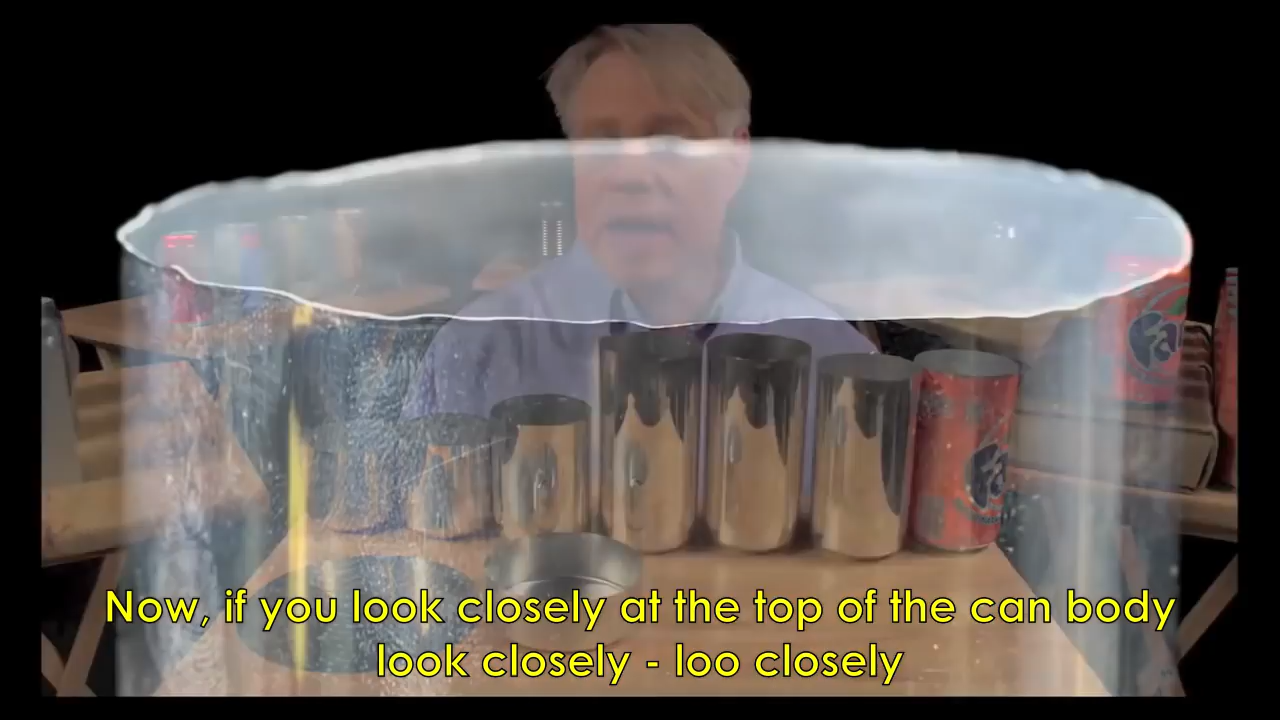 Now, if you look closely at the top of the can body
look closely - loo closely